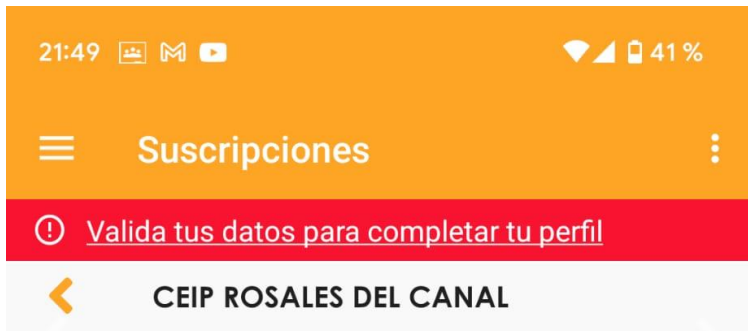 21:49 41 %
Suscripciones
Valida tus datos para completar tu perfil
CEIP ROSALES DEL CANAL